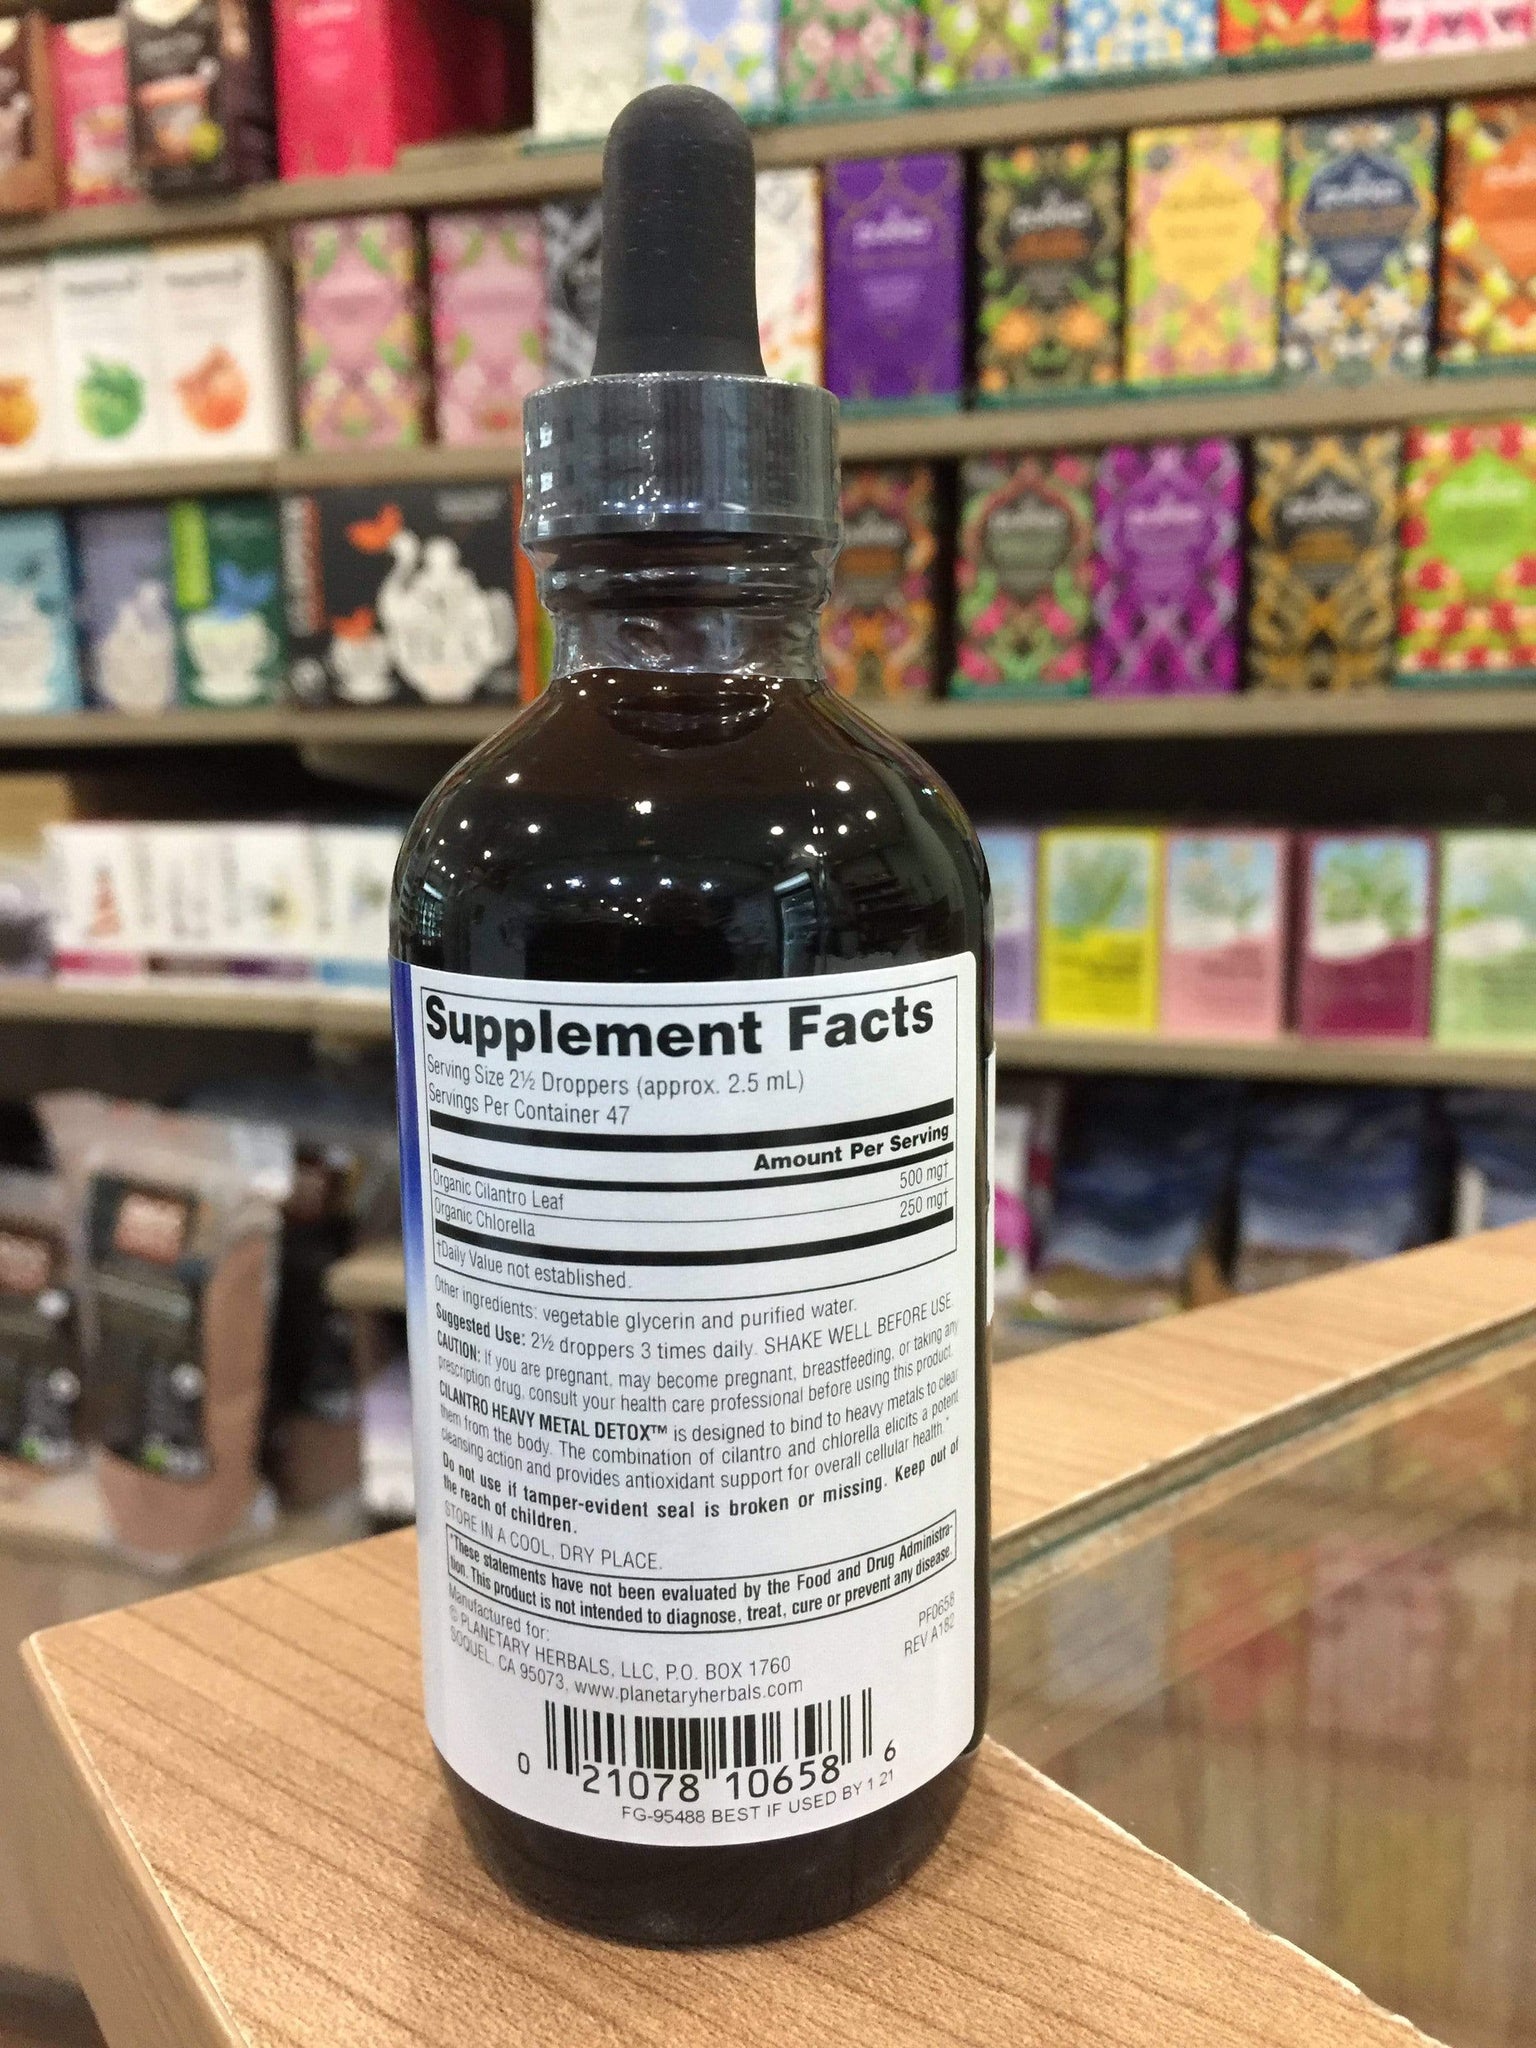 Supplement Facts
Serving Size 2½ Droppers (approx. 2.5 mL)
Servings Per Container 47
Amount Per Serving
Organic Cilantro Leaf 500 mg†
Organic Chlorella 250 mg†
†Daily Value not established.
Other ingredients: vegetable glycerin and purified water.
Suggested Use: 2½ droppers 3 times daily. SHAKE WELL BEFORE USE.
CAUTION: If you are pregnant, may become pregnant, breastfeeding, or taking any
prescription drug, consult your health care professional before using this product.
CILANTRO HEAVY METAL DETOX™ is designed to bind to heavy metals to clear
them from the body. The combination of cilantro and chlorella elicits a potent
cleansing action and provides antioxidant support for overall cellular health.*
Do not use if tamper-evident seal is broken or missing. Keep out of
the reach of children.
STORE IN A COOL, DRY PLACE.
*These statements have not been evaluated by the Food and Drug Administra-
tion. This product is not intended to diagnose, treat, cure or prevent any disease.
Manufactured for:
© PLANETARY HERBALS, LLC, P.O. BOX 1760
SOQUEL, CA 95073, www.planetaryherbals.com
PF0658
REV A182
0 21078 10658 6
FG-95488 BEST IF USED BY 1 21